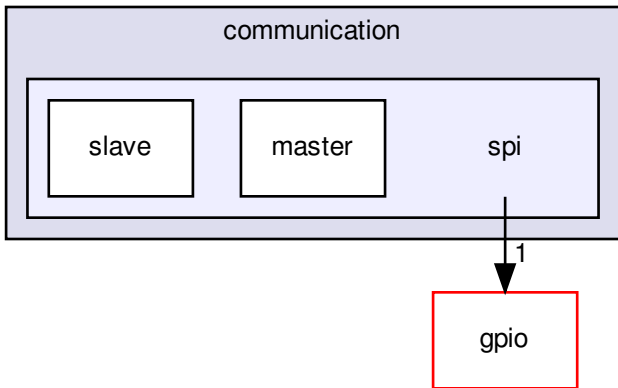 communication
slave master spi
1
gpio